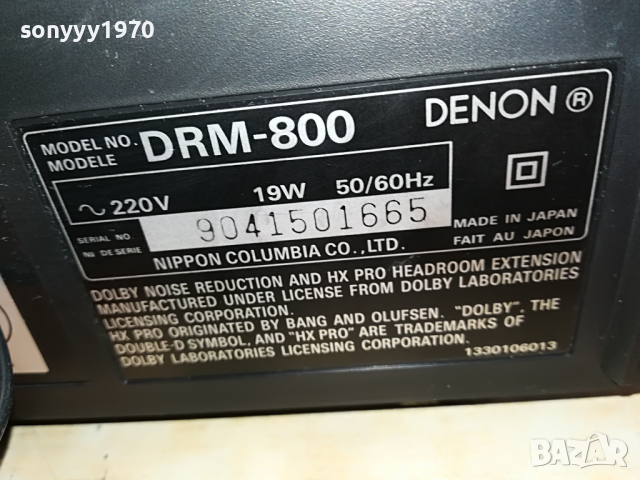 sonyyy1970
MODEL NO. DRM-800 DENON ®
MODELE
~ 220V 19W 50/60Hz
SERIAL NO. 9041501665
NO. DE SERIE
MADE IN JAPAN
FAIT AU JAPON
NIPPON COLUMBIA CO., LTD.
DOLBY NOISE REDUCTION AND HX PRO HEADROOM EXTENSION
MANUFACTURED UNDER LICENSE FROM DOLBY LABORATORIES
LICENSING CORPORATION.
HX PRO ORIGINATED BY BANG AND OLUFSEN. "DOLBY", THE
DOUBLE-D SYMBOL, AND "HX PRO" ARE TRADEMARKS OF
DOLBY LABORATORIES LICENSING CORPORATION.
1330106013
BAZAR